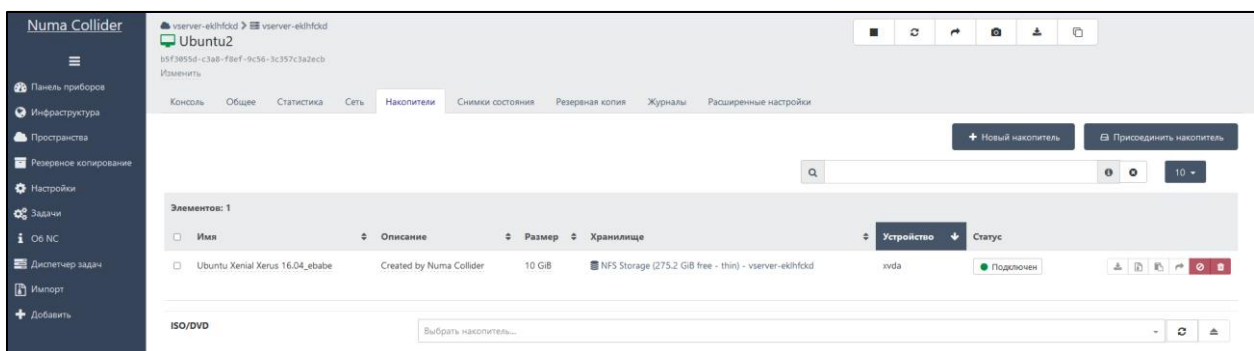 Numa Collider
vserver-eklhfckd > vserver-eklhfckd
Ubuntu2
b5f3055d-c3a8-f8ef-9c56-3c357c3a2ecb
Изменить
Панель приборов
Инфраструктура
Пространства
Резервное копирование
Настройки
Задачи
Об NC
Диспетчер задач
Импорт
Добавить
Консоль Общее Статистика Сеть Накопители Снимки состояния Резервная копия Журналы Расширенные настройки
Новый накопитель Присоединить накопитель
10
Элементов: 1
Имя Описание Размер Хранилище Устройство Статус
Ubuntu Xenial Xerus 16.04_ebabe Created by Numa Collider 10 GiB NFS Storage (275.2 GiB free - thin) - vserver-eklhfckd xvda Подключен
ISO/DVD Выбрать накопитель...